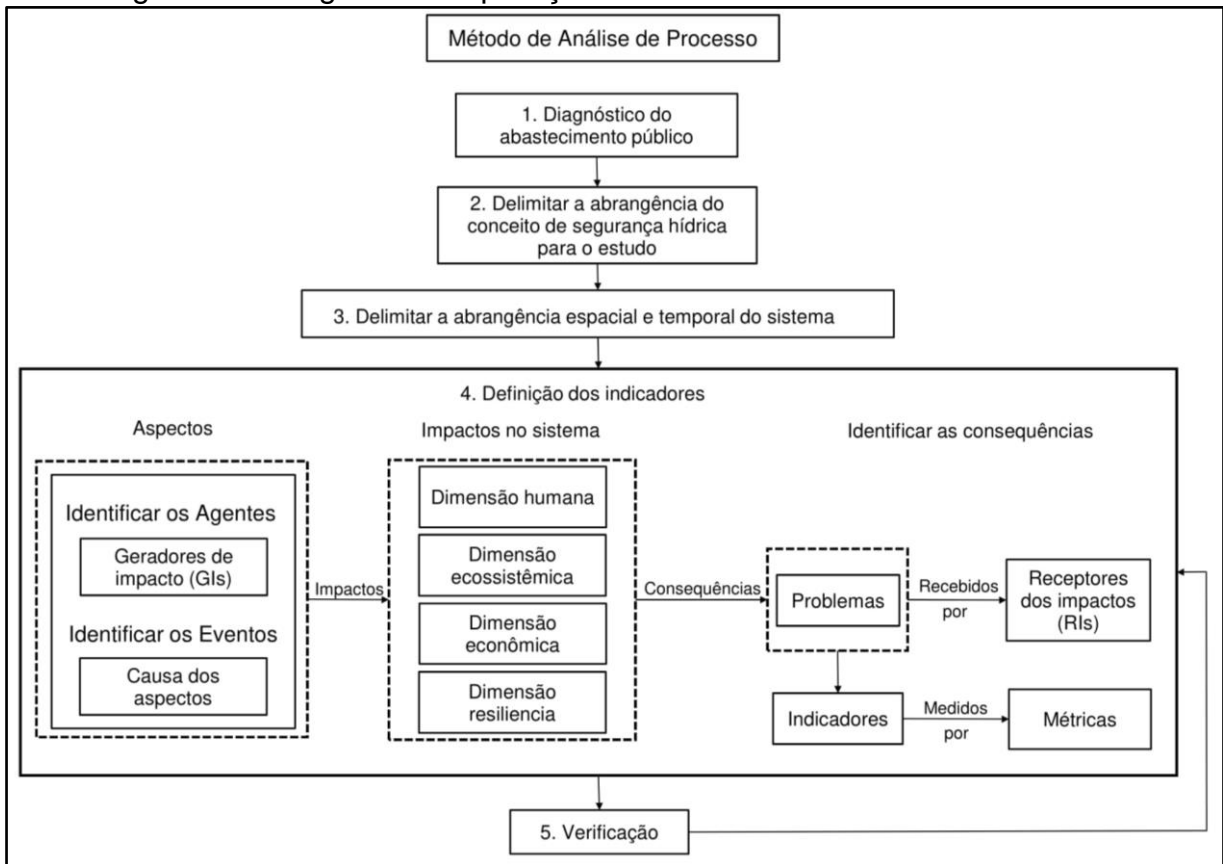 Método de Análise de Processo
1. Diagnóstico do
abastecimento público
2. Delimitar a abrangência do
conceito de segurança hídrica
para o estudo
3. Delimitar a abrangência espacial e temporal do sistema
4. Definição dos indicadores
Aspectos
Identificar os Agentes
Geradores de
impacto (GIs)
Identificar os Eventos
Causa dos
aspectos
Impactos
Impactos no sistema
Dimensão humana
Dimensão
ecossistêmica
Dimensão
econômica
Dimensão
resiliencia
Consequências
Identificar as consequências
Problemas
Recebidos
por
Receptores
dos impactos
(RIs)
Indicadores
Medidos
por
Métricas
5. Verificação